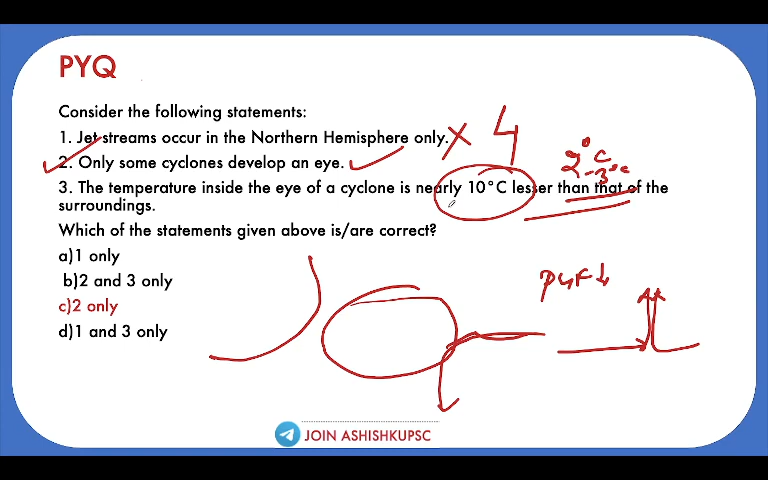 PYQ
Consider the following statements:
1. Jet streams occur in the Northern Hemisphere only. × 4
2. Only some cyclones develop an eye.
2°C
-3°C
3. The temperature inside the eye of a cyclone is nearly 10°C lesser than that of the
surroundings.
Which of the statements given above is/are correct?
a)1 only
b)2 and 3 only
c)2 only
d)1 and 3 only
JOIN ASHISHKUPSC